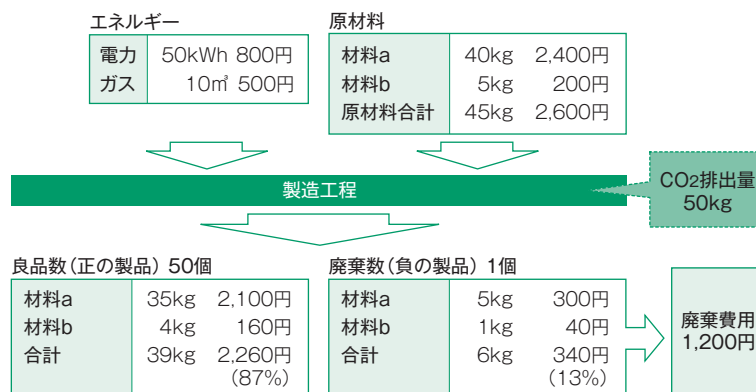 エネルギー
電力 50kWh 800円
ガス 10㎥ 500円
原材料
材料a 40kg 2,400円
材料b 5kg 200円
原材料合計 45kg 2,600円
製造工程
CO2排出量
50kg
良品数(正の製品) 50個
材料a 35kg 2,100円
材料b 4kg 160円
合計 39kg 2,260円
(87%)
廃棄数(負の製品) 1個
材料a 5kg 300円
材料b 1kg 40円
合計 6kg 340円
(13%)
廃棄費用
1,200円